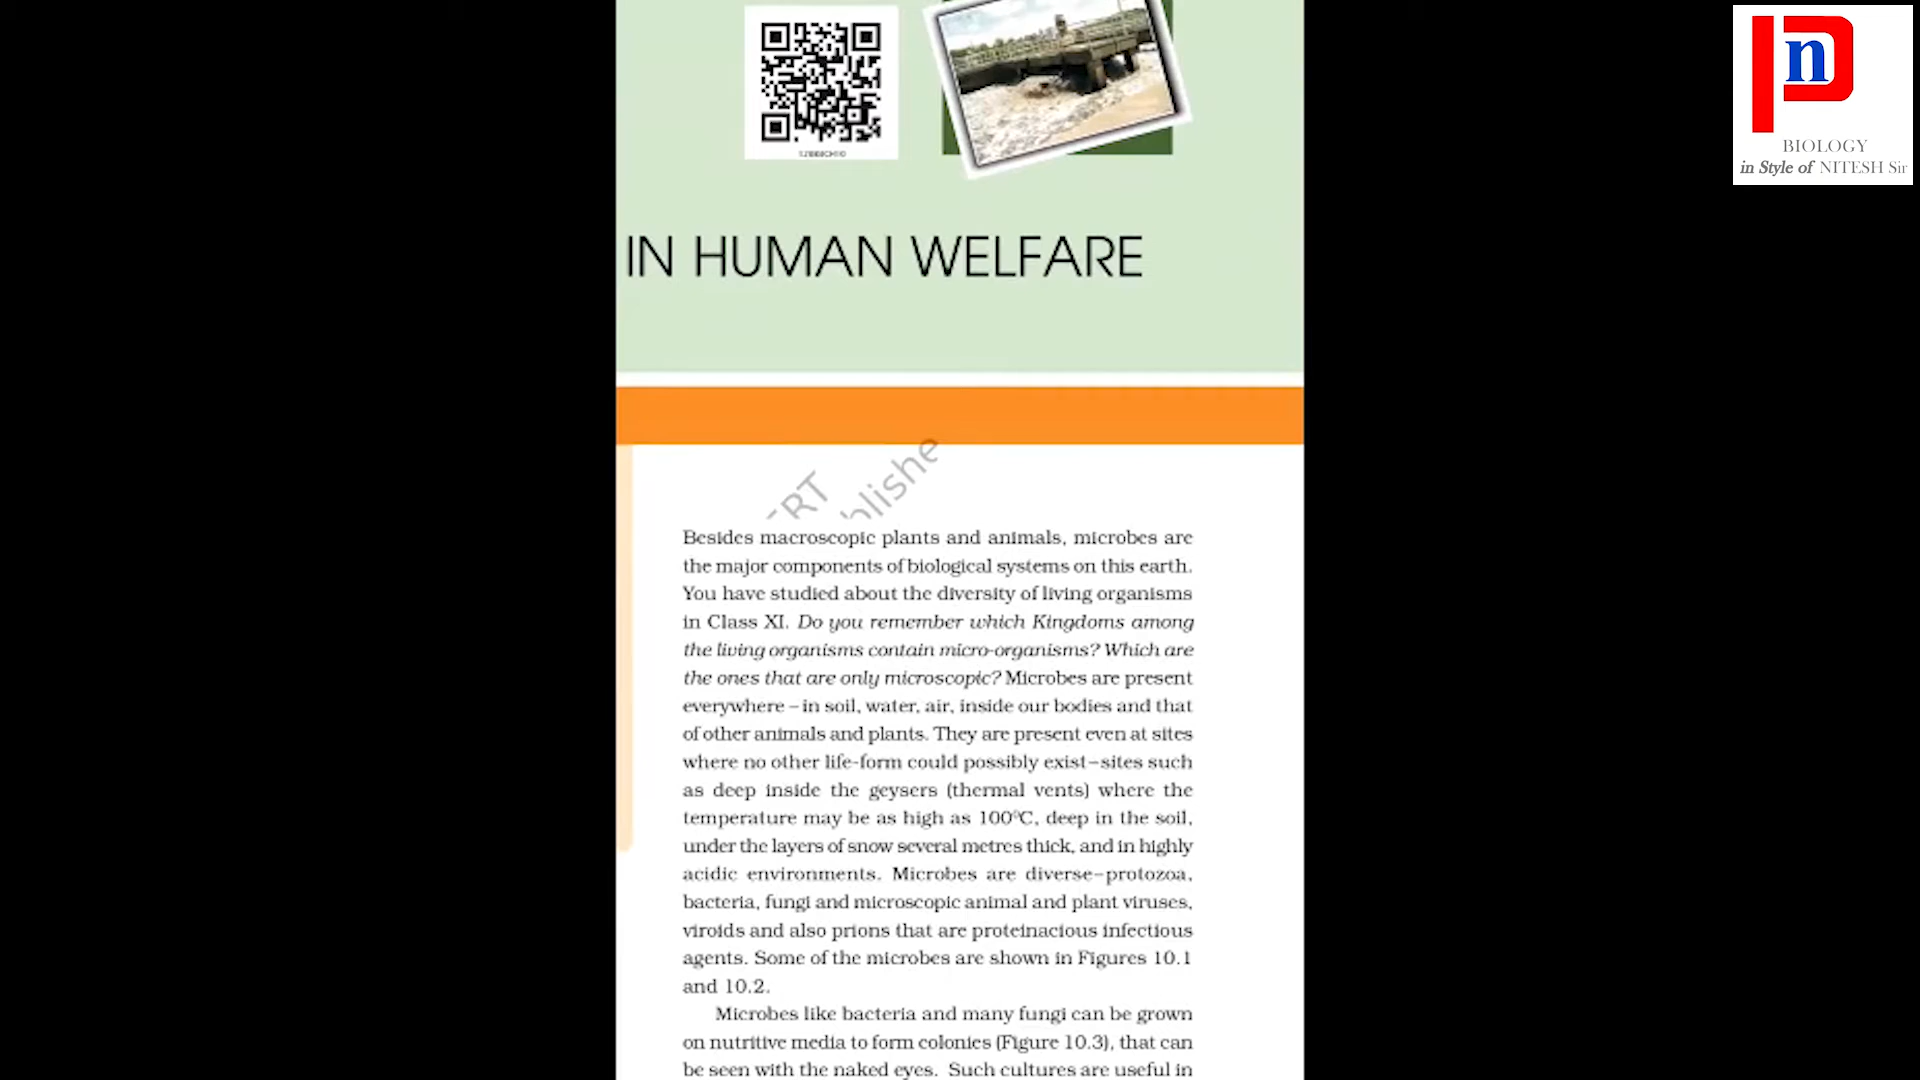 BIOLOGY
in Style of NITESH Sir
IN HUMAN WELFARE
Besides macroscopic plants and animals, microbes are
the major components of biological systems on this earth.
You have studied about the diversity of living organisms
in Class XI. Do you remember which Kingdoms among
the living organisms contain micro-organisms? Which are
the ones that are only microscopic? Microbes are present
everywhere – in soil, water, air, inside our bodies and that
of other animals and plants. They are present even at sites
where no other life-form could possibly exist–sites such
as deep inside the geysers (thermal vents) where the
temperature may be as high as 100°C, deep in the soil,
under the layers of snow several metres thick, and in highly
acidic environments. Microbes are diverse–protozoa,
bacteria, fungi and microscopic animal and plant viruses,
viroids and also prions that are proteinacious infectious
agents. Some of the microbes are shown in Figures 10.1
and 10.2.
Microbes like bacteria and many fungi can be grown
on nutritive media to form colonies (Figure 10.3), that can
be seen with the naked eyes. Such cultures are useful in